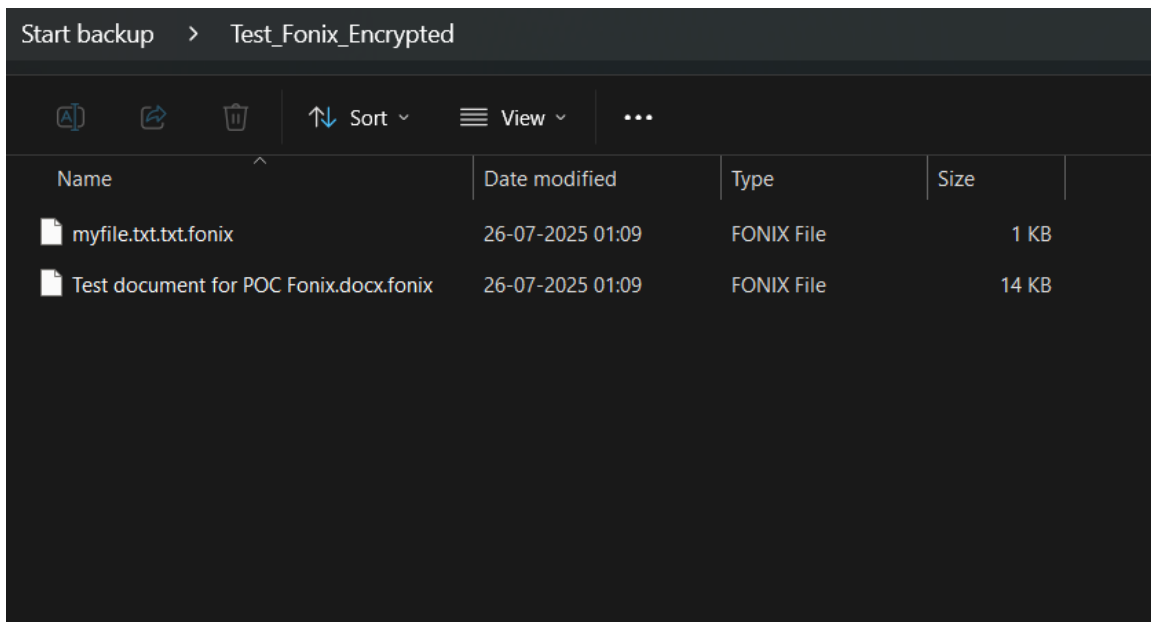 Start backup > Test_Fonix_Encrypted
Sort View •••
Name Date modified Type Size
myfile.txt.txt.fonix 26-07-2025 01:09 FONIX File 1 KB
Test document for POC Fonix.docx.fonix 26-07-2025 01:09 FONIX File 14 KB